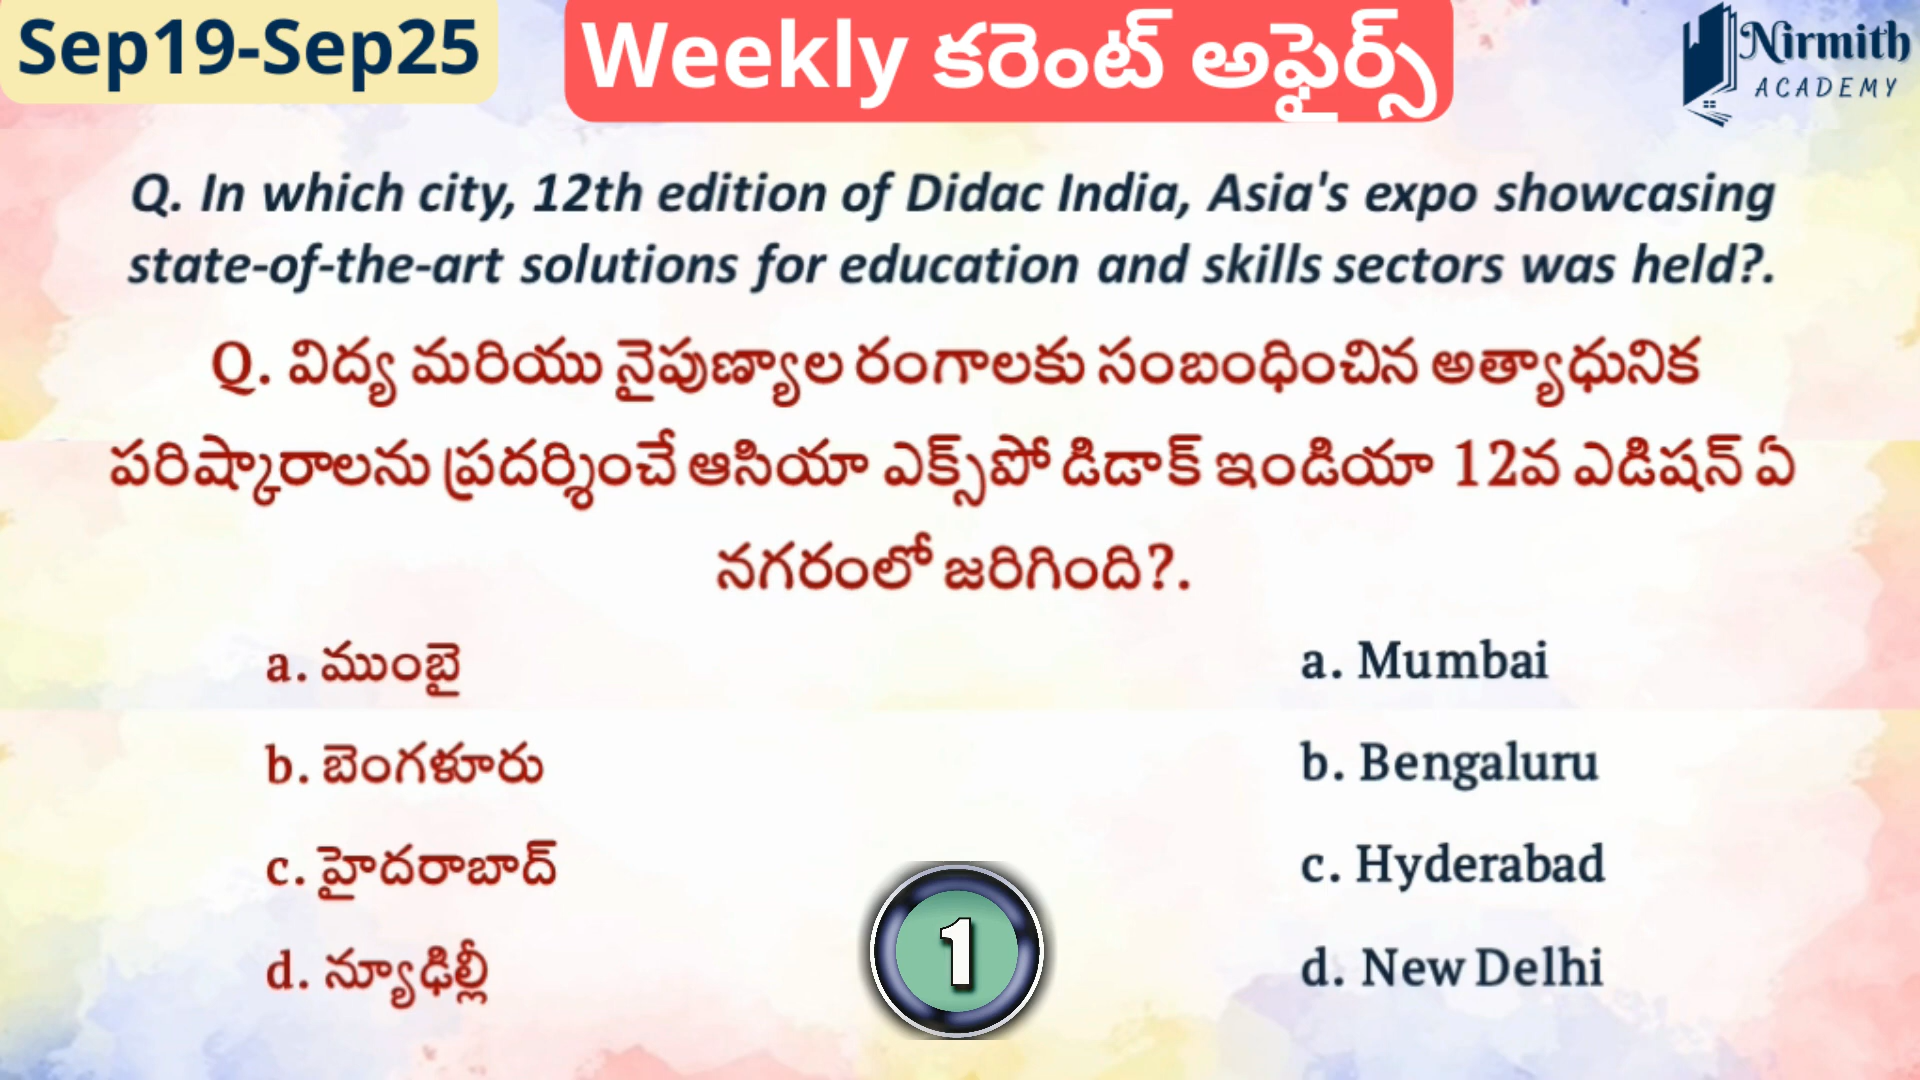 Sep19-Sep25
Weekly కరెంట్ అఫైర్స్
Nirmith
ACADEMY
Q. In which city, 12th edition of Didac India, Asia's expo showcasing
state-of-the-art solutions for education and skills sectors was held?.
Q. విద్య మరియు నైపుణ్యాల రంగాలకు సంబంధించిన అత్యాధునిక
పరిష్కారాలను ప్రదర్శించే ఆసియా ఎక్స్‌పో డిడాక్ ఇండియా 12వ ఎడిషన్ ఏ
నగరంలో జరిగింది?.
a. ముంబై
b. బెంగళూరు
c. హైదరాబాద్
d. న్యూఢిల్లీ
a. Mumbai
b. Bengaluru
c. Hyderabad
d. New Delhi
1